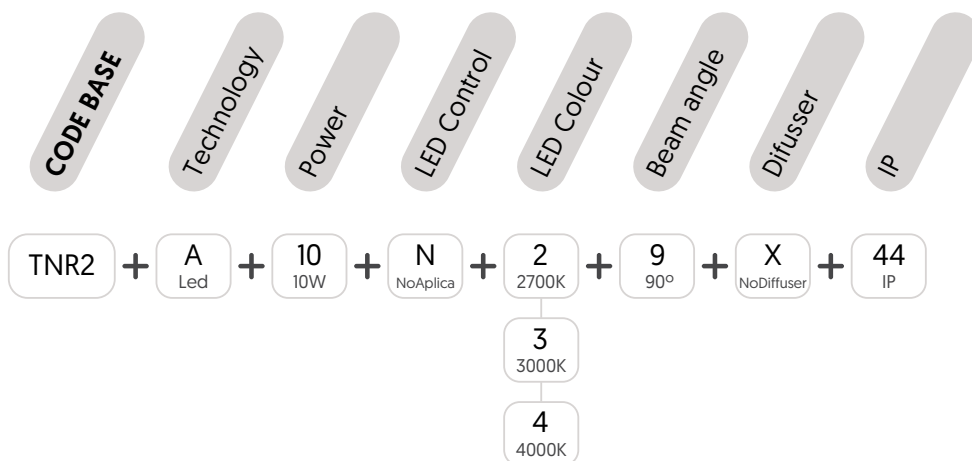 CODE BASE
Technology
Power
LED Control
LED Colour
Beam angle
Difusser
IP
TNR2 + A + 10 + N + 2 + 9 + X + 44
Led 10W NoAplica 2700K 90º NoDiffuser IP
3
3000K
4
4000K